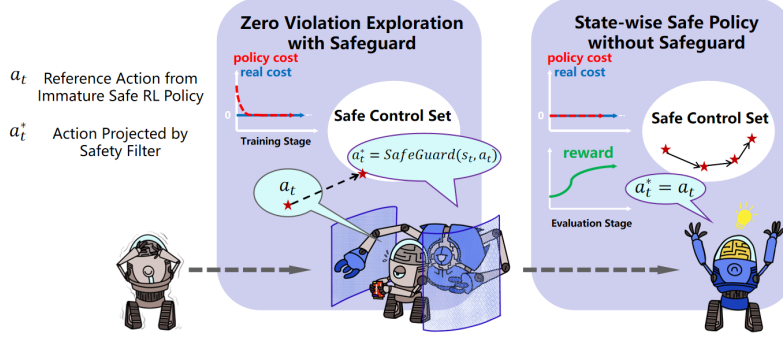 Zero Violation Exploration
with Safeguard
State-wise Safe Policy
without Safeguard
a_t Reference Action from
Immature Safe RL Policy
a_t^* Action Projected by
Safety Filter
policy cost
real cost
0
Training Stage
Safe Control Set
a_t^* = SafeGuard(s_t, a_t)
a_t
policy cost
real cost
0
Safe Control Set
reward
a_t^* = a_t
Evaluation Stage